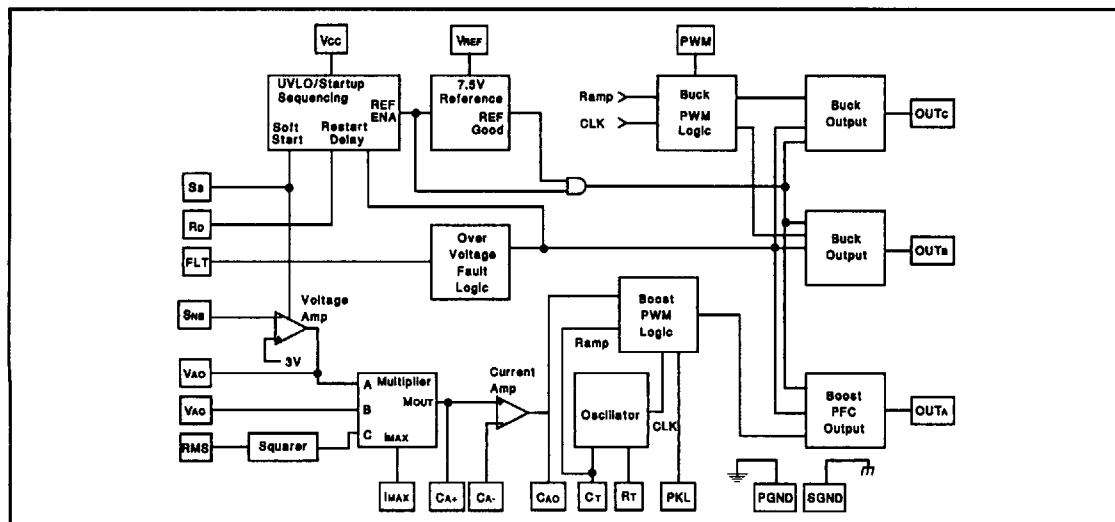 VCC
VREF
PWM
UVLO/Startup
Sequencing
REF
ENA
Soft
Start
Restart
Delay
7.5V
Reference
REF
Good
Ramp
CLK
Buck
PWM
Logic
Buck
Output
OUTC
SS
RD
FLT
Over
Voltage
Fault
Logic
Buck
Output
OUTB
SNS
Voltage
Amp
3V
Boost
PWM
Logic
Ramp
VAO
VAC
RMS
Squarer
A
B
C
Multiplier
MOUT
IMAX
Current
Amp
Oscillator
CLK
Boost
PFC
Output
OUTA
IMAX
CA+
CA-
CAO
CT
RT
PKL
PGND
SGND